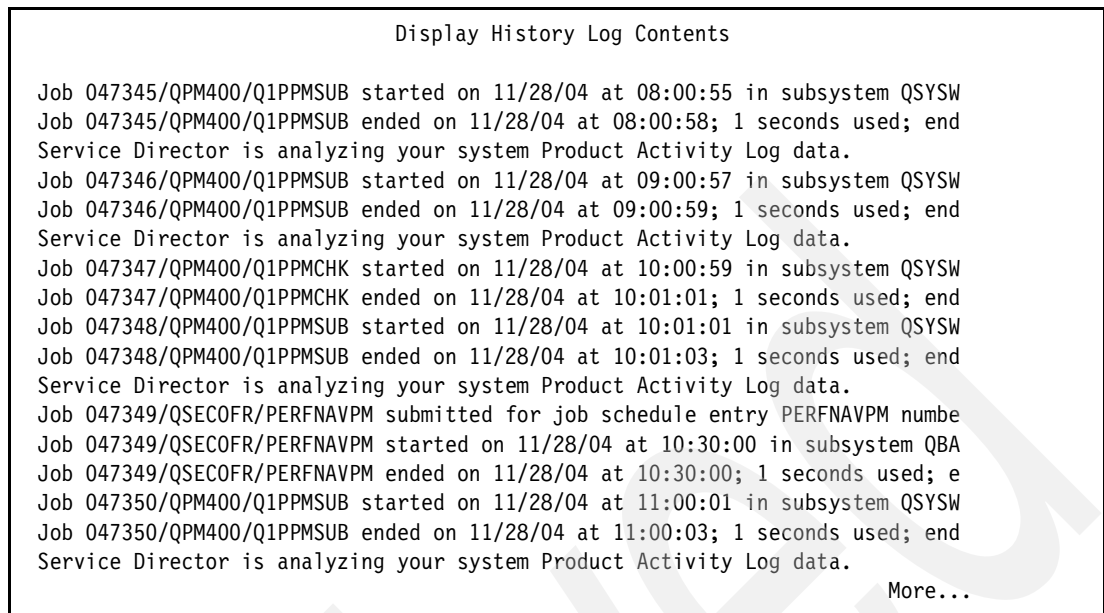 Display History Log Contents
Job 047345/QPM400/Q1PPMSUB started on 11/28/04 at 08:00:55 in subsystem QSYSW
Job 047345/QPM400/Q1PPMSUB ended on 11/28/04 at 08:00:58; 1 seconds used; end
Service Director is analyzing your system Product Activity Log data.
Job 047346/QPM400/Q1PPMSUB started on 11/28/04 at 09:00:57 in subsystem QSYSW
Job 047346/QPM400/Q1PPMSUB ended on 11/28/04 at 09:00:59; 1 seconds used; end
Service Director is analyzing your system Product Activity Log data.
Job 047347/QPM400/Q1PPMCHK started on 11/28/04 at 10:00:59 in subsystem QSYSW
Job 047347/QPM400/Q1PPMCHK ended on 11/28/04 at 10:01:01; 1 seconds used; end
Job 047348/QPM400/Q1PPMSUB started on 11/28/04 at 10:01:01 in subsystem QSYSW
Job 047348/QPM400/Q1PPMSUB ended on 11/28/04 at 10:01:03; 1 seconds used; end
Service Director is analyzing your system Product Activity Log data.
Job 047349/QSECOFR/PERFNAVPM submitted for job schedule entry PERFNAVPM numbe
Job 047349/QSECOFR/PERFNAVPM started on 11/28/04 at 10:30:00 in subsystem QBA
Job 047349/QSECOFR/PERFNAVPM ended on 11/28/04 at 10:30:00; 1 seconds used; e
Job 047350/QPM400/Q1PPMSUB started on 11/28/04 at 11:00:01 in subsystem QSYSW
Job 047350/QPM400/Q1PPMSUB ended on 11/28/04 at 11:00:03; 1 seconds used; end
Service Director is analyzing your system Product Activity Log data.
More...